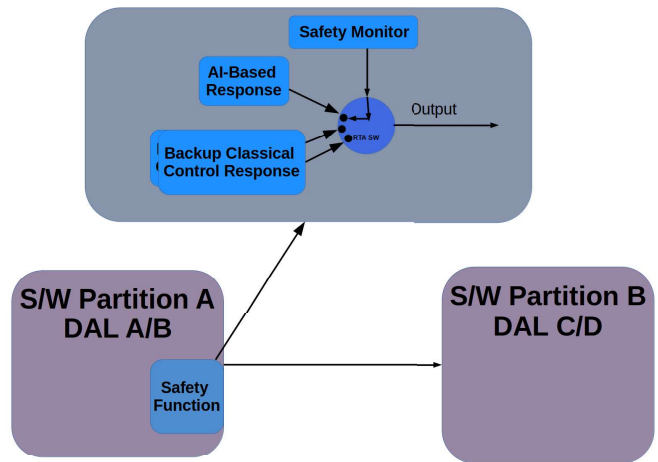 Safety Monitor
AI-Based
Response
Output
RTA SW
Backup Classical
Control Response
S/W Partition A
DAL A/B
Safety
Function
S/W Partition B
DAL C/D